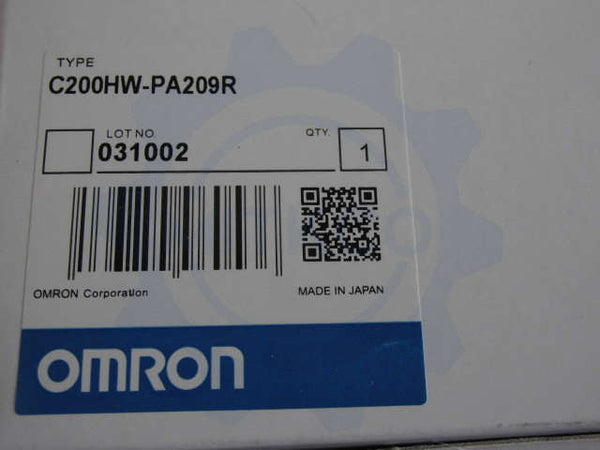 TYPE
C200HW-PA209R
LOT NO. QTY.
031002 1
OMRON Corporation MADE IN JAPAN
OMRON